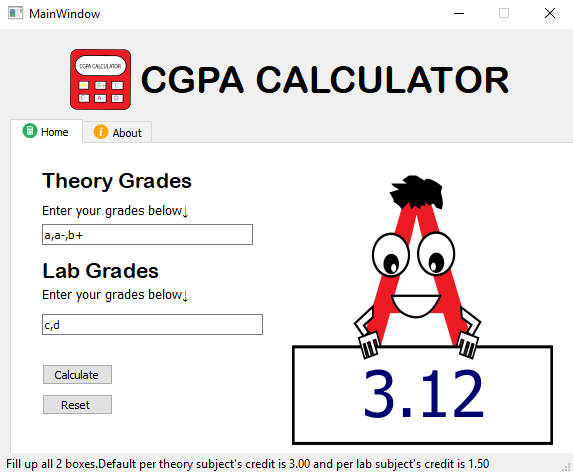 MainWindow
CGPA CALCULATOR
CGPA CALCULATOR
B+ C
C- A- D
Home
About
Theory Grades
Enter your grades below↓
a,a-,b+
Lab Grades
Enter your grades below↓
c,d
Calculate
Reset
3.12
Fill up all 2 boxes.Default per theory subject's credit is 3.00 and per lab subject's credit is 1.50